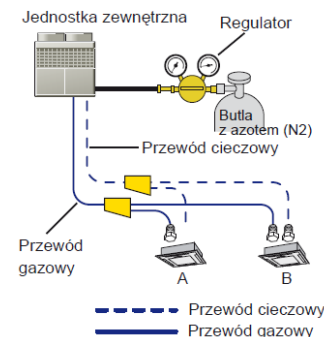 Jednostka zewnętrzna
Regulator
Butla
z azotem (N2)
Przewód cieczowy
Przewód
gazowy
A
B
Przewód cieczowy
Przewód gazowy